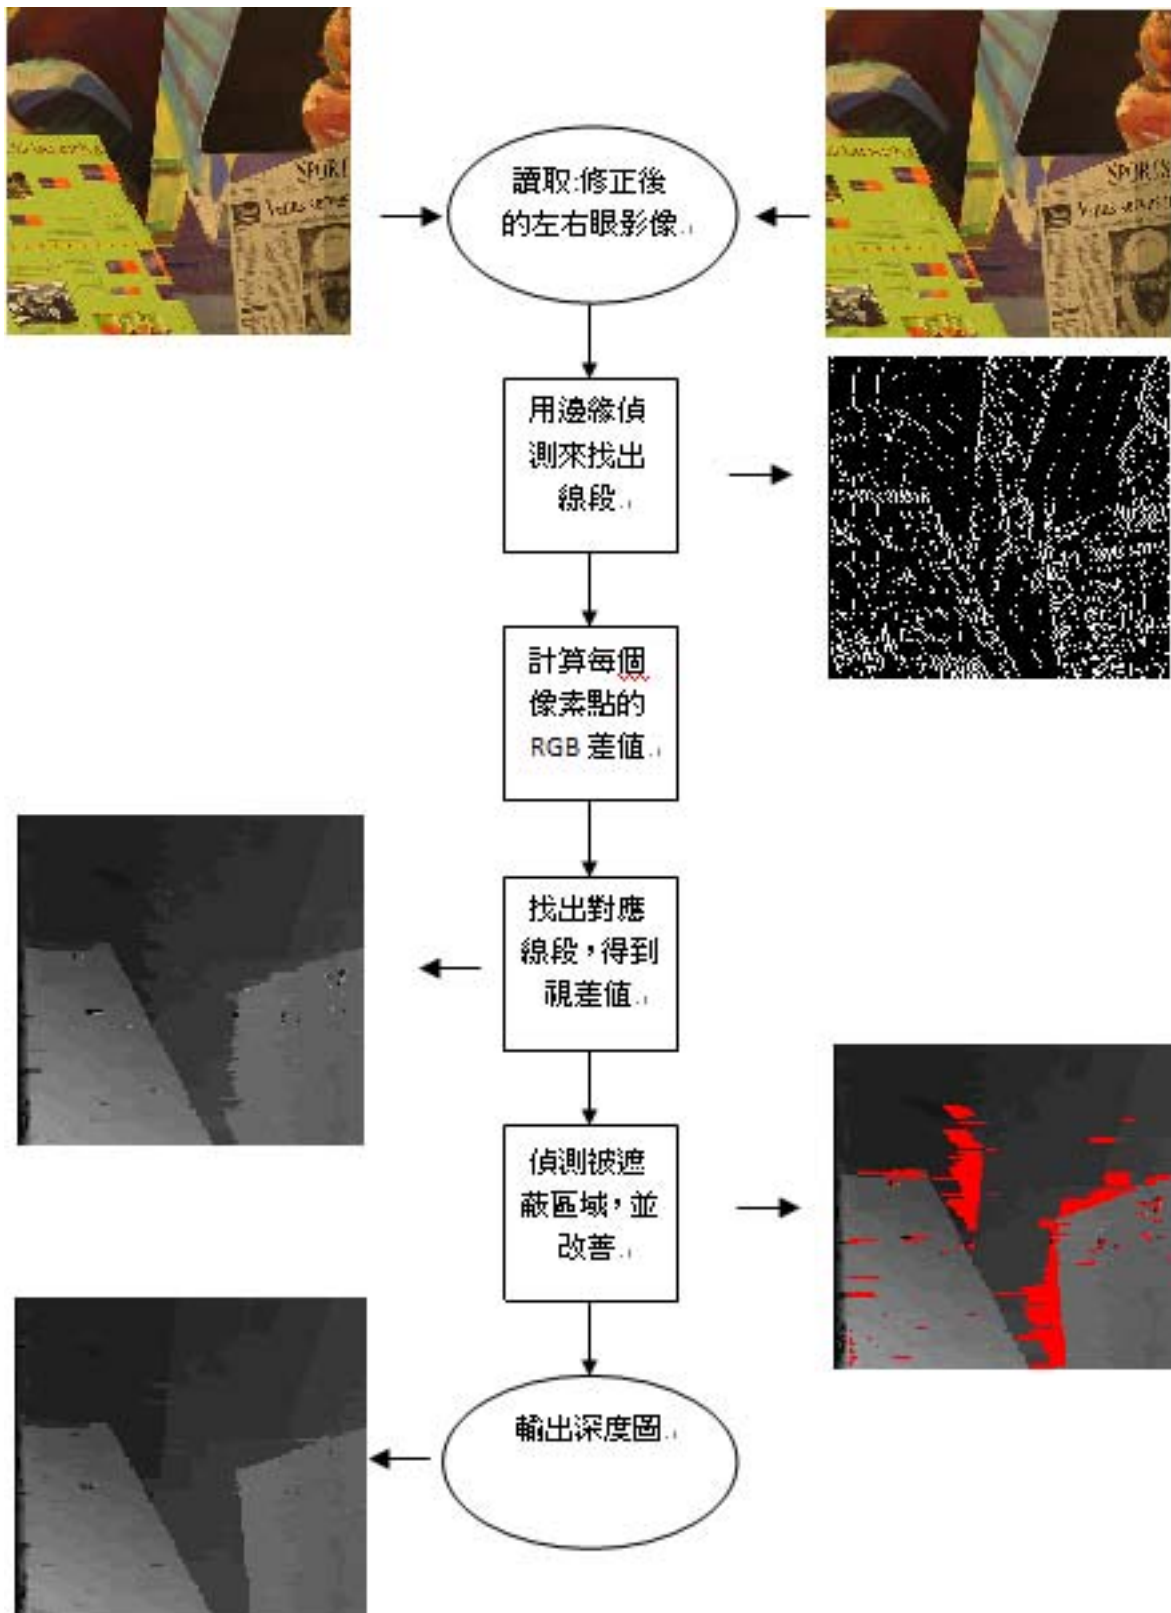 SPORTS
SPORTS
讀取:修正後
的左右眼影像
用邊緣偵
測來找出
線段
計算每個
像素點的
RGB 差值
找出對應
線段，得到
視差值
偵測被遮
蔽區域，並
改善
輸出深度圖